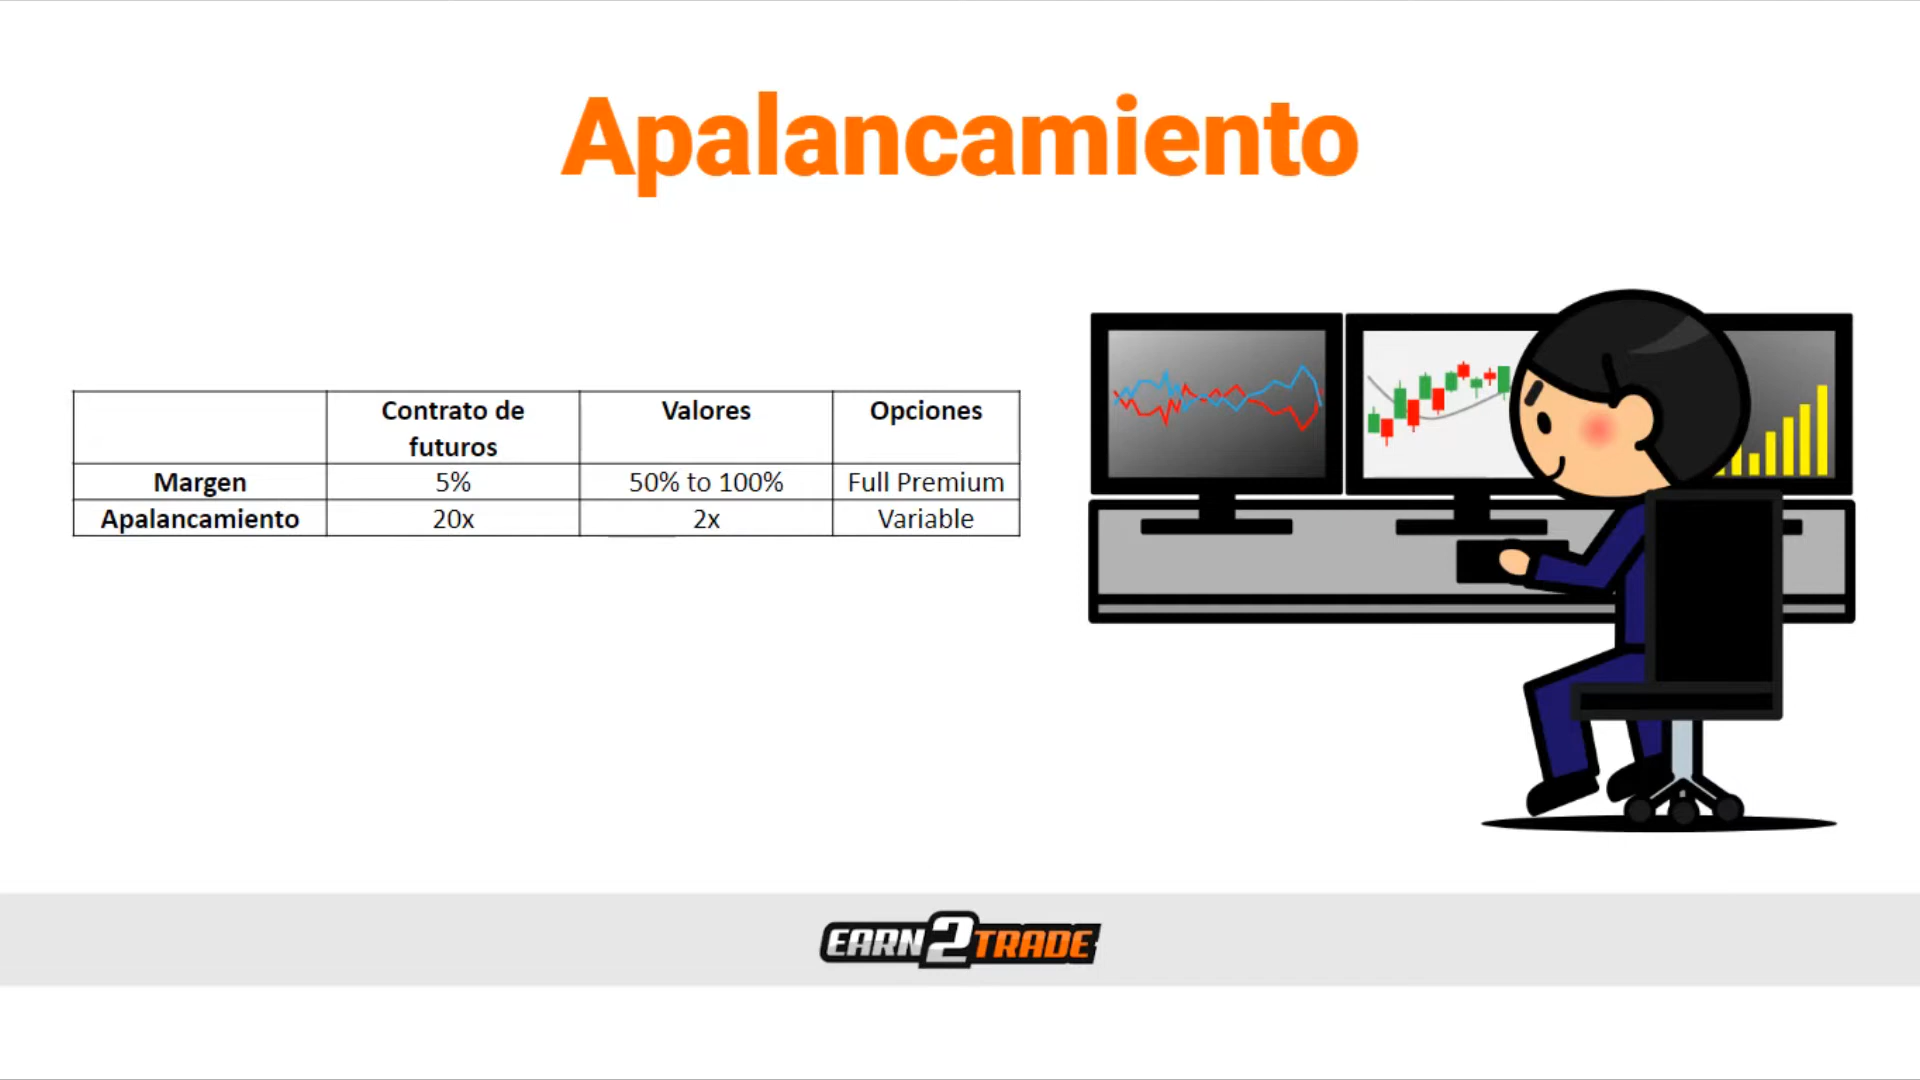 Apalancamiento
Contrato de futuros Valores Opciones
Margen 5% 50% to 100% Full Premium
Apalancamiento 20x 2x Variable
EARN2TRADE